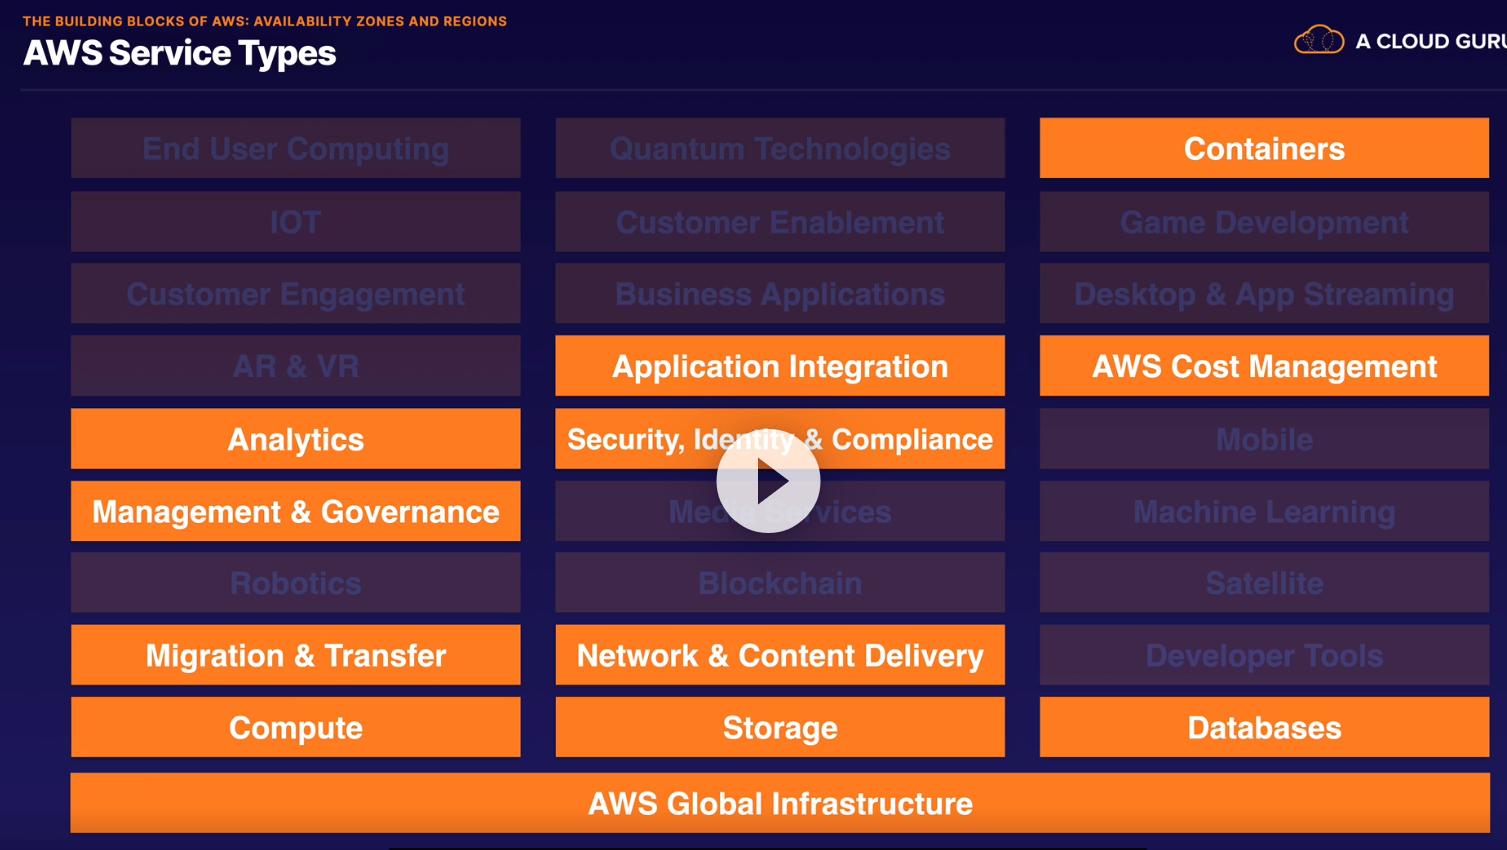 THE BUILDING BLOCKS OF AWS: AVAILABILITY ZONES AND REGIONS
AWS Service Types
A CLOUD GURU
End User Computing
Quantum Technologies
Containers
IOT
Customer Enablement
Game Development
Customer Engagement
Business Applications
Desktop & App Streaming
AR & VR
Application Integration
AWS Cost Management
Analytics
Security, Identity & Compliance
Mobile
Management & Governance
Media Services
Machine Learning
Robotics
Blockchain
Satellite
Migration & Transfer
Network & Content Delivery
Developer Tools
Compute
Storage
Databases
AWS Global Infrastructure